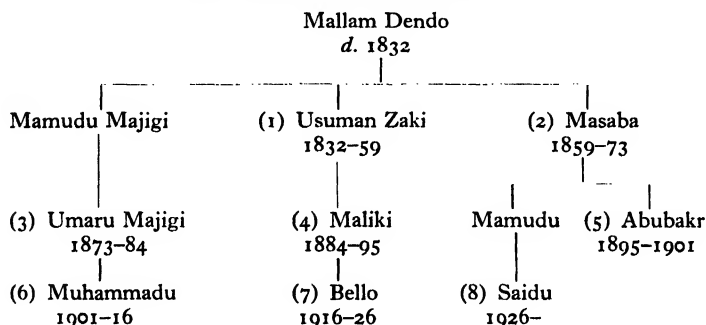 Mallam Dendo
d. 1832
Mamudu Majigi (1) Usuman Zaki (2) Masaba
1832–59 1859–73
(3) Umaru Majigi (4) Maliki Mamudu (5) Abubakr
1873–84 1884–95 1895–1901
(6) Muhammadu (7) Bello (8) Saidu
1901–16 1916–26 1926–